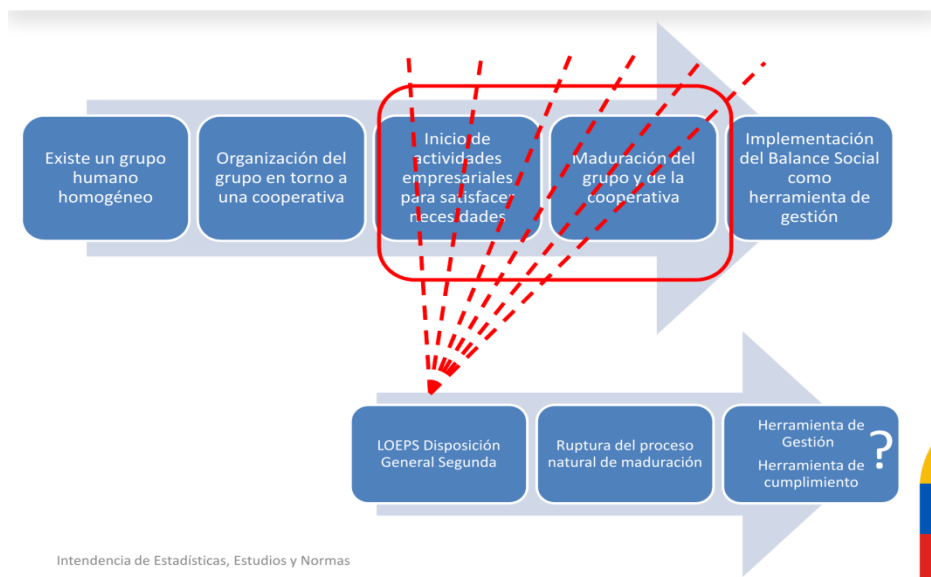 Existe un grupo
humano
homogéneo
Organización del
grupo en torno a
una cooperativa
Inicio de
actividades
empresariales
para satisface
necesidades
Maduración del
grupo y de la
cooperativa
Implementación
del Balance Social
como
herramienta de
gestión
LOEPS Disposición
General Segunda
Ruptura del proceso
natural de maduración
Herramienta de
Gestión
Herramienta de
cumplimiento
?
Intendencia de Estadísticas, Estudios y Normas